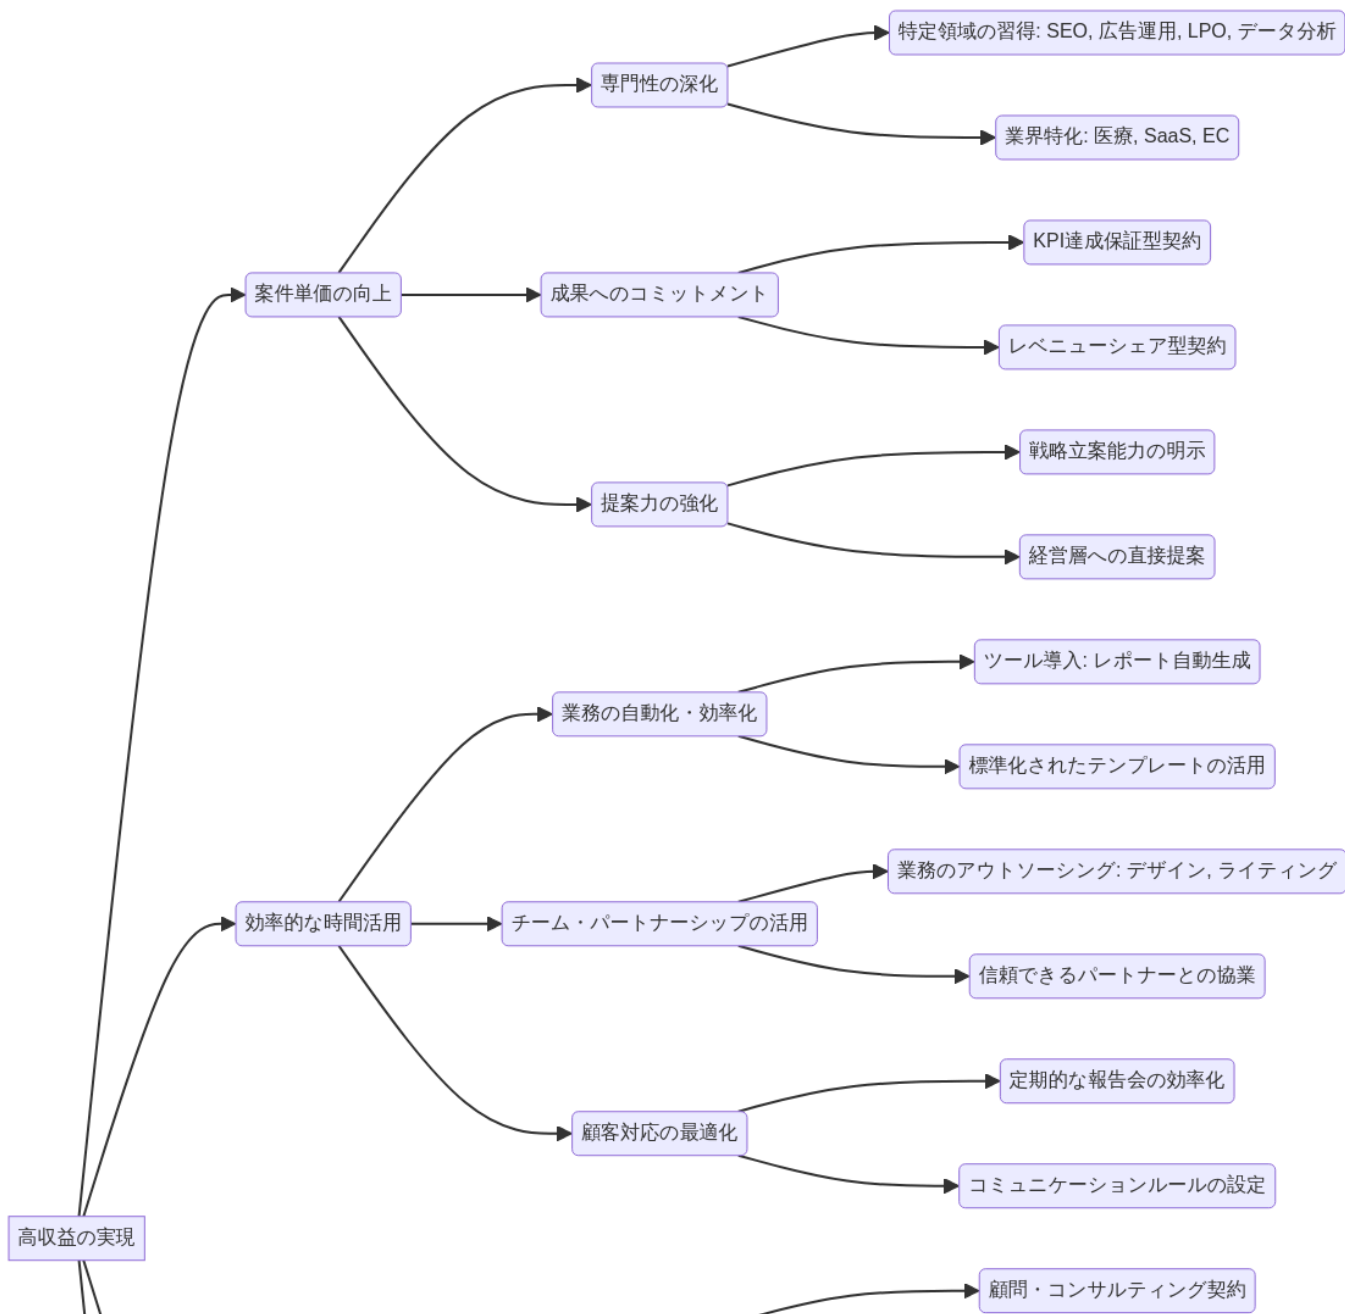 特定領域の習得: SEO, 広告運用, LPO, データ分析
専門性の深化
業界特化: 医療, SaaS, EC
KPI達成保証型契約
案件単価の向上
成果へのコミットメント
レベニューシェア型契約
戦略立案能力の明示
提案力の強化
経営層への直接提案
ツール導入: レポート自動生成
業務の自動化・効率化
標準化されたテンプレートの活用
業務のアウトソーシング: デザイン, ライティング
効率的な時間活用
チーム・パートナーシップの活用
信頼できるパートナーとの協業
定期的な報告会の効率化
顧客対応の最適化
コミュニケーションルールの設定
高収益の実現
顧問・コンサルティング契約